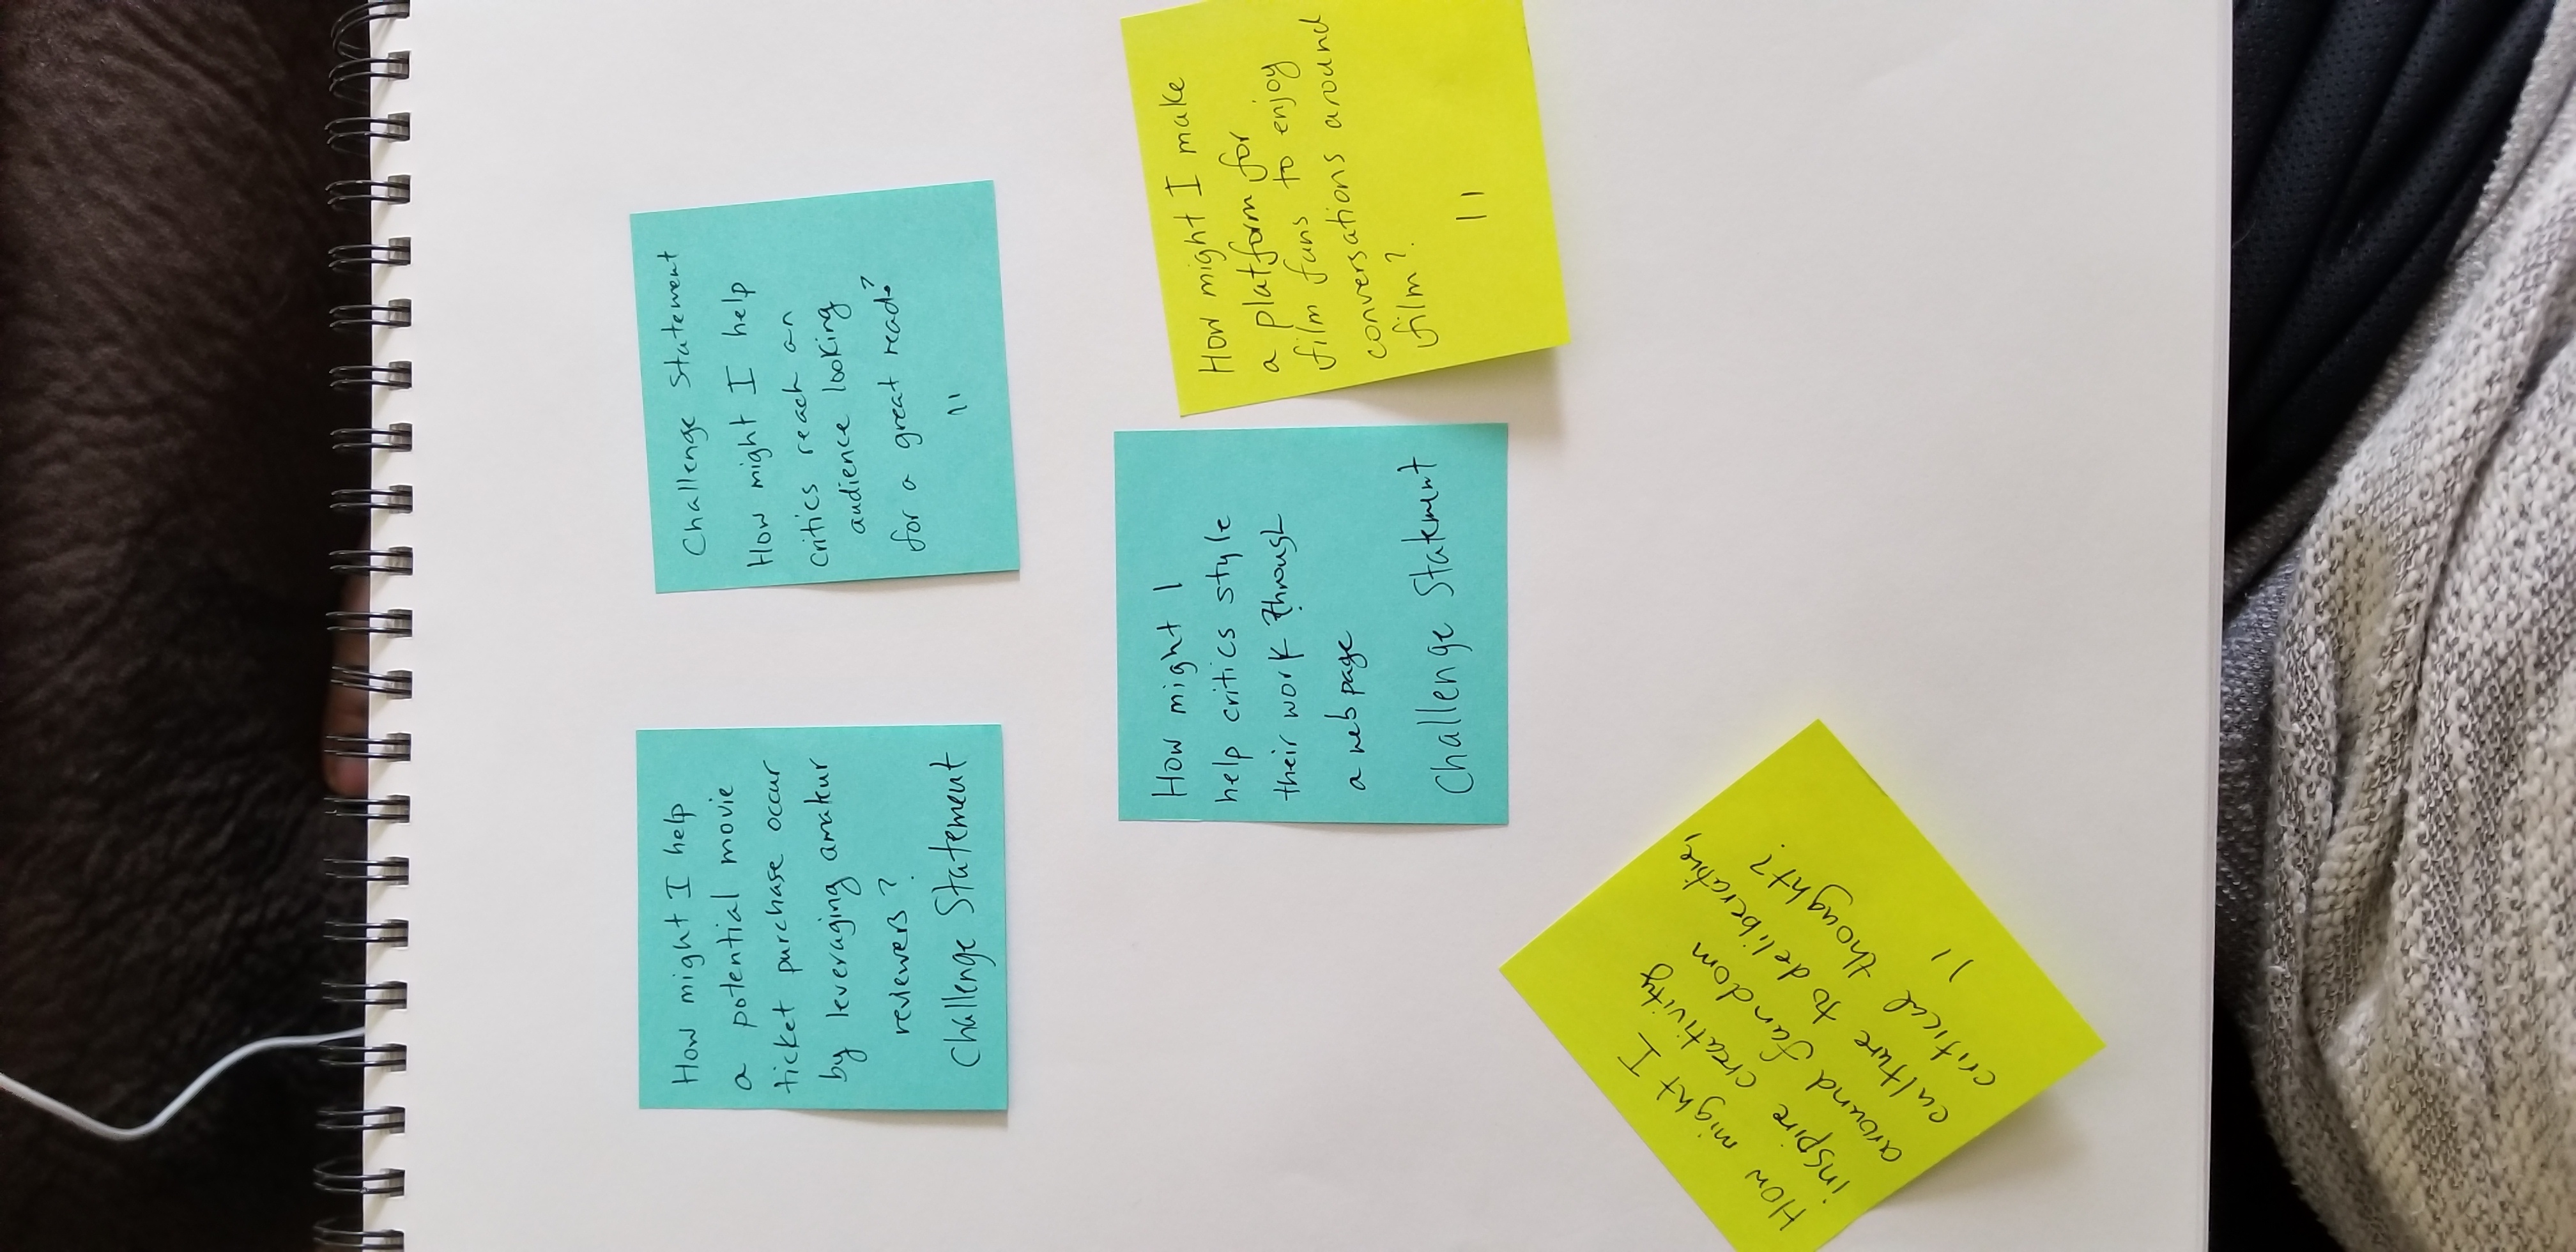 How might I help
a potential movie
ticket purchase occur
by leveraging amateur
reviewers?
Challenge Statement
Challenge Statement
How might I help
critics reach an
audience looking
for a great read?
"
How might I
help critics style
their work through
a webpage
Challenge Statement
How might I make
a platform for
film fans to enjoy
conversations around
film?
"
How might I
inspire creativity
around fandom
culture to deliberable,
critical thought?
"